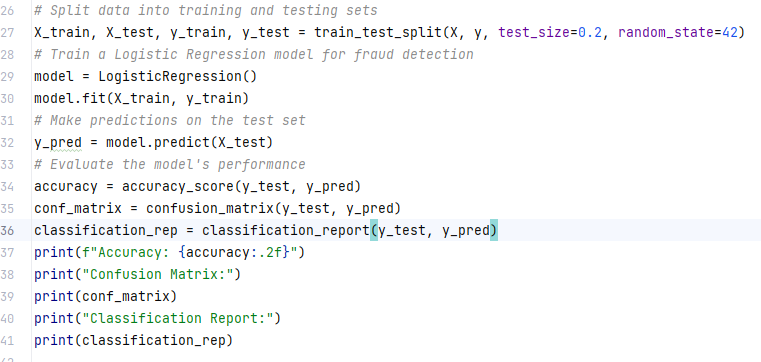 26 # Split data into training and testing sets
27 X_train, X_test, y_train, y_test = train_test_split(X, y, test_size=0.2, random_state=42)
28 # Train a Logistic Regression model for fraud detection
29 model = LogisticRegression()
30 model.fit(X_train, y_train)
31 # Make predictions on the test set
32 y_pred = model.predict(X_test)
33 # Evaluate the model's performance
34 accuracy = accuracy_score(y_test, y_pred)
35 conf_matrix = confusion_matrix(y_test, y_pred)
36 classification_rep = classification_report(y_test, y_pred)
37 print(f"Accuracy: {accuracy:.2f}")
38 print("Confusion Matrix:")
39 print(conf_matrix)
40 print("Classification Report:")
41 print(classification_rep)